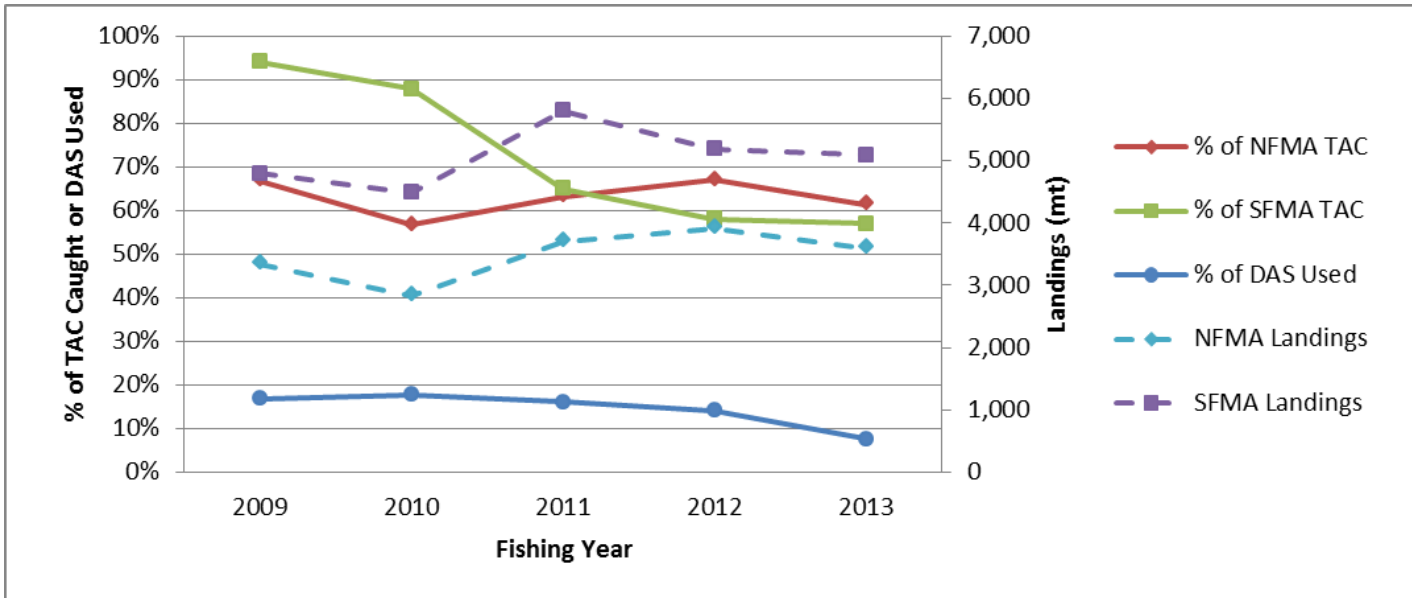 % of TAC Caught or DAS Used
100%
90%
80%
70%
60%
50%
40%
30%
20%
10%
0%
7,000
6,000
5,000
4,000
3,000
2,000
1,000
0
Landings (mt)
2009 2010 2011 2012 2013
Fishing Year
% of NFMA TAC
% of SFMA TAC
% of DAS Used
NFMA Landings
SFMA Landings